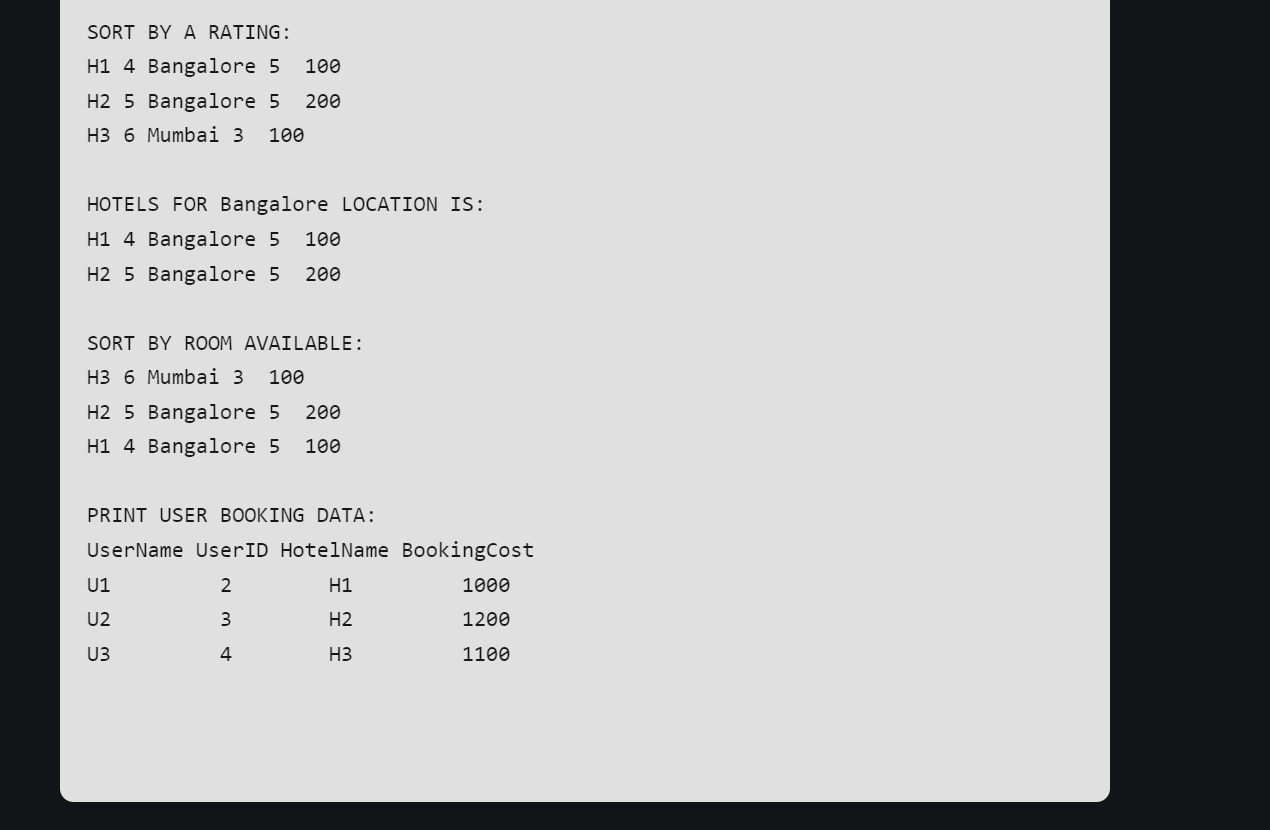 SORT BY A RATING:
H1 4 Bangalore 5  100
H2 5 Bangalore 5  200
H3 6 Mumbai 3  100
HOTELS FOR Bangalore LOCATION IS:
H1 4 Bangalore 5  100
H2 5 Bangalore 5  200
SORT BY ROOM AVAILABLE:
H3 6 Mumbai 3  100
H2 5 Bangalore 5  200
H1 4 Bangalore 5  100
PRINT USER BOOKING DATA:
UserName UserID HotelName BookingCost
U1         2        H1         1000
U2         3        H2         1200
U3         4        H3         1100